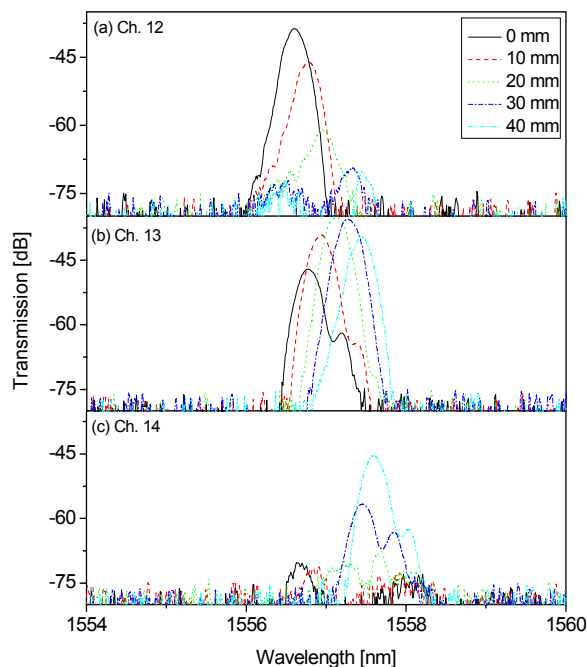 (a) Ch. 12
0 mm
10 mm
20 mm
30 mm
40 mm
-45
-60
-75
(b) Ch. 13
-45
-60
-75
Transmission [dB]
(c) Ch. 14
-45
-60
-75
1554 1556 1558 1560
Wavelength [nm]